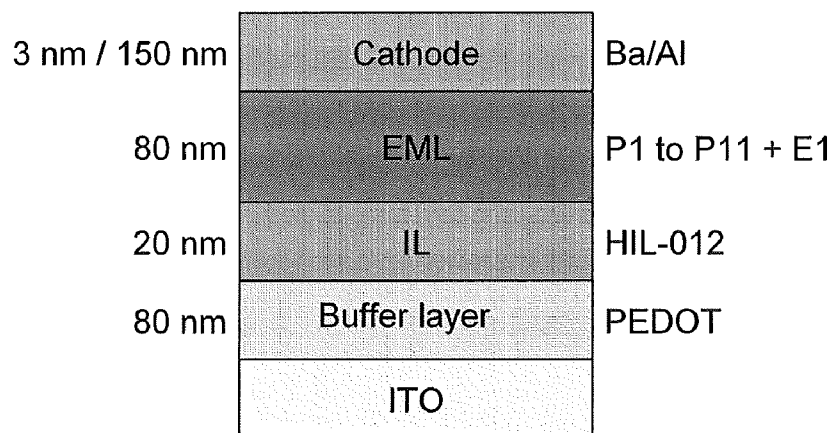 3 nm / 150 nm Cathode Ba/Al
80 nm EML P1 to P11 + E1
20 nm IL HIL-012
80 nm Buffer layer PEDOT
ITO